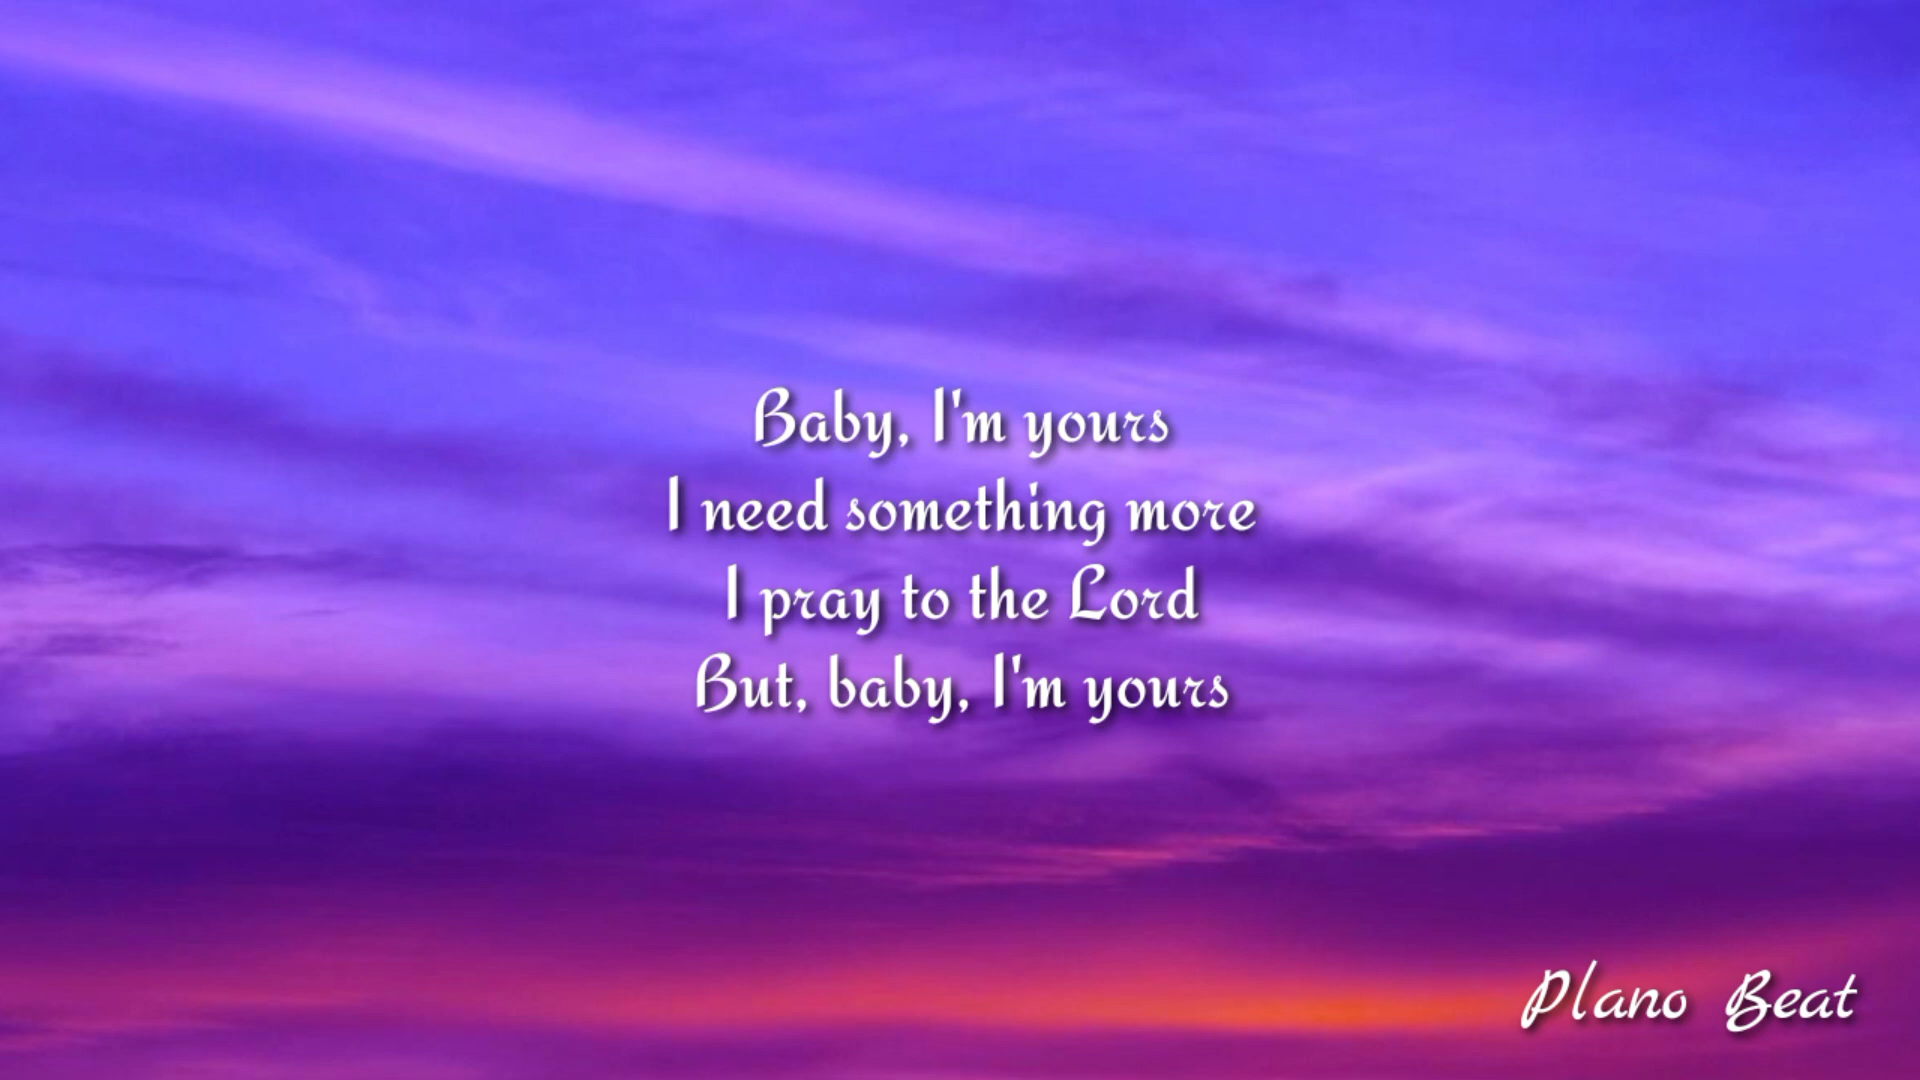 Baby, I'm yours
I need something more
I pray to the Lord
But, baby, I'm yours
Plano Beat